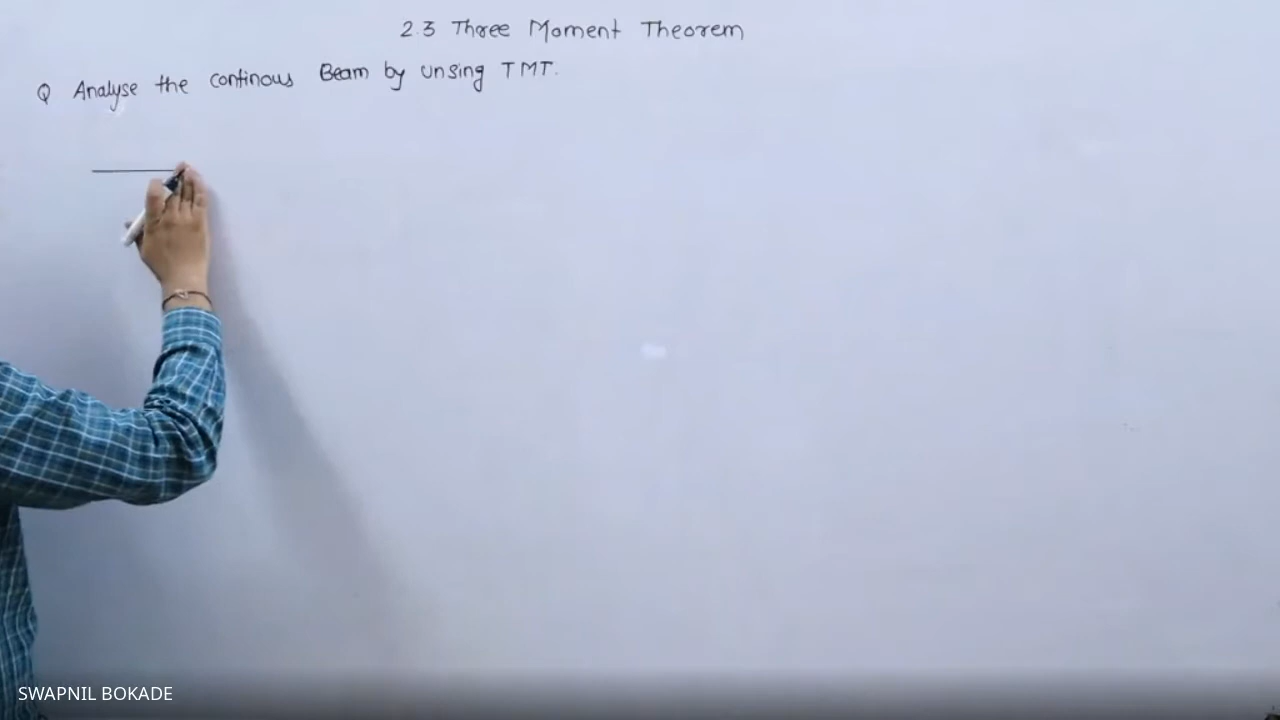 2.3 Three Moment Theorem
Q Analyse the continous Beam by unsing TMT.
SWAPNIL BOKADE